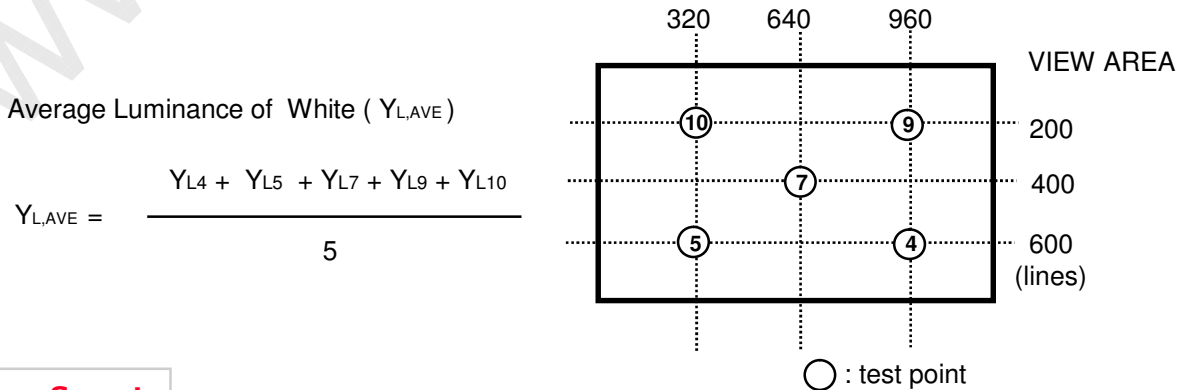 320 640 960
VIEW AREA
Average Luminance of White ( YL,AVE )
10 9 200
YL4 + YL5 + YL7 + YL9 + YL10
7 400
YL,AVE =
5
5 4 600
(lines)
: test point